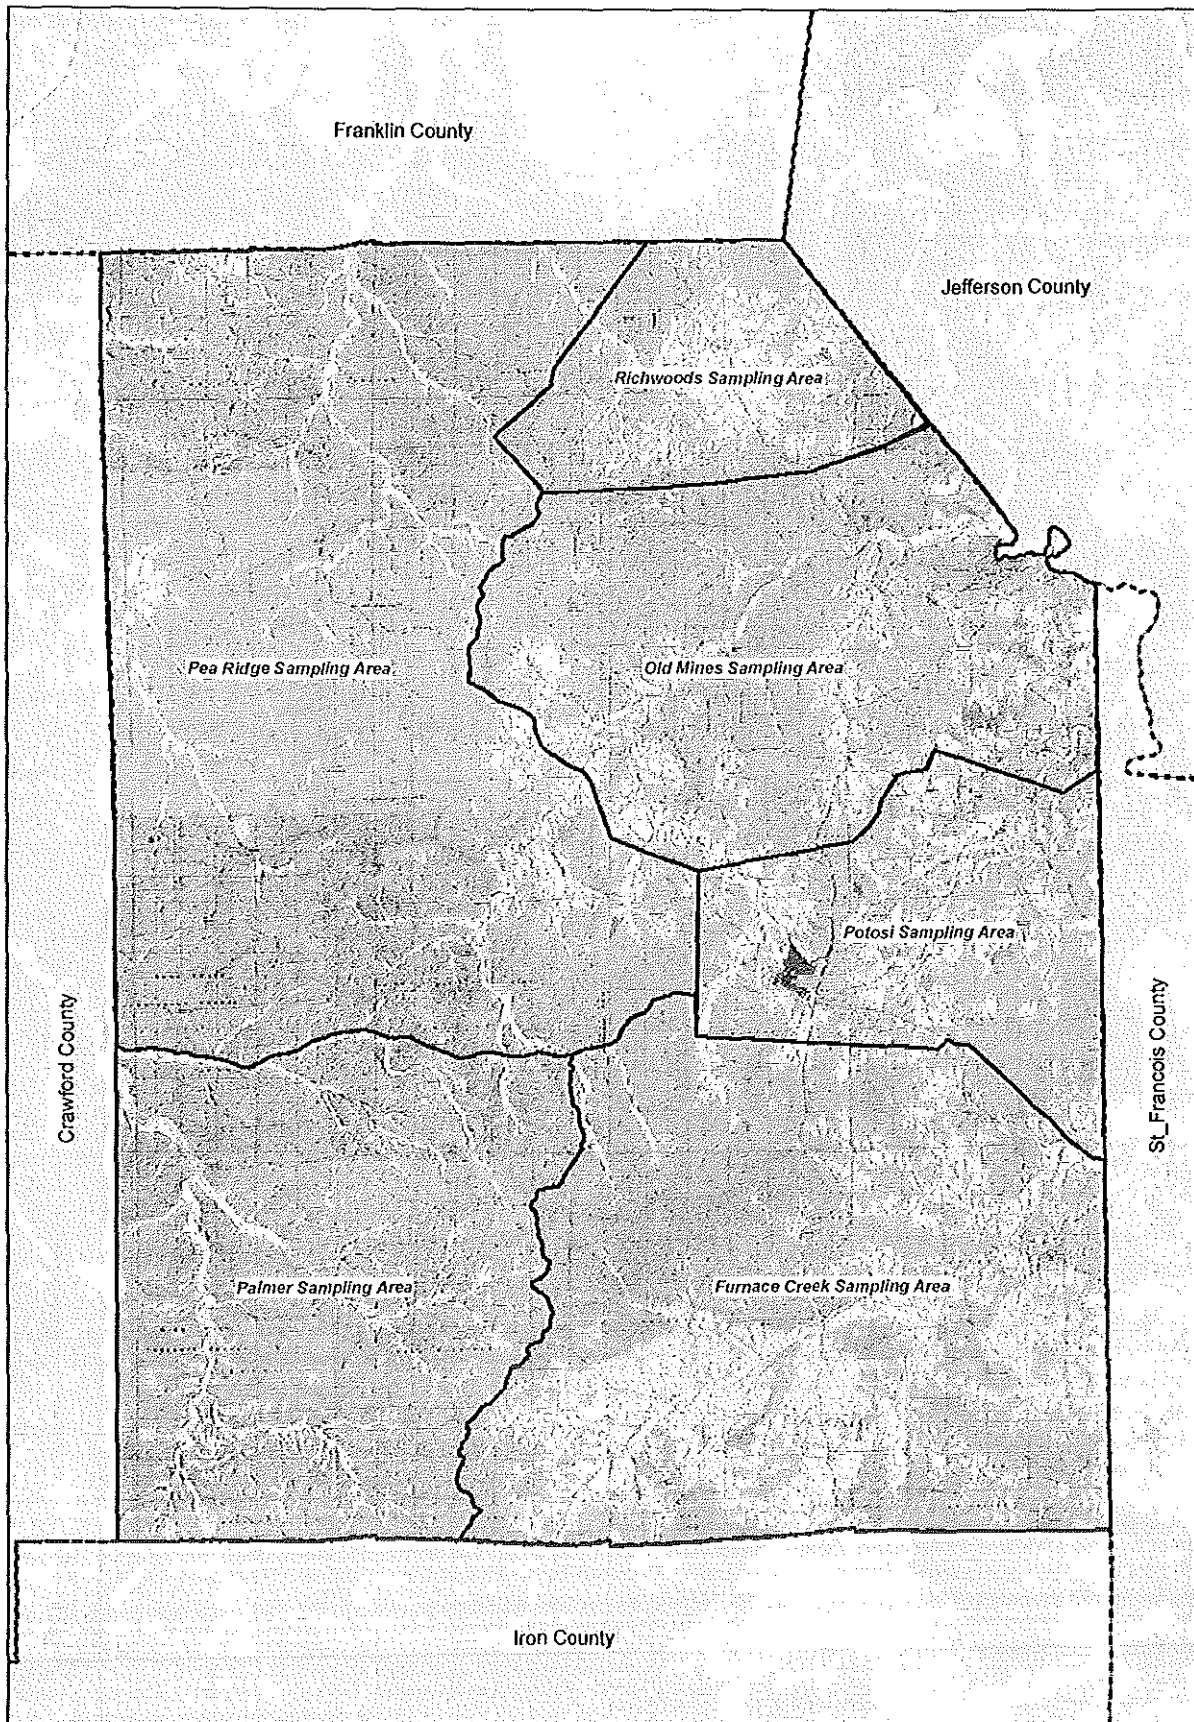 Franklin County
Jefferson County
Richwoods Sampling Area
Pea Ridge Sampling Area
Old Mines Sampling Area
Potosi Sampling Area
Crawford County
St_Francois County
Palmer Sampling Area
Furnace Creek Sampling Area
Iron County